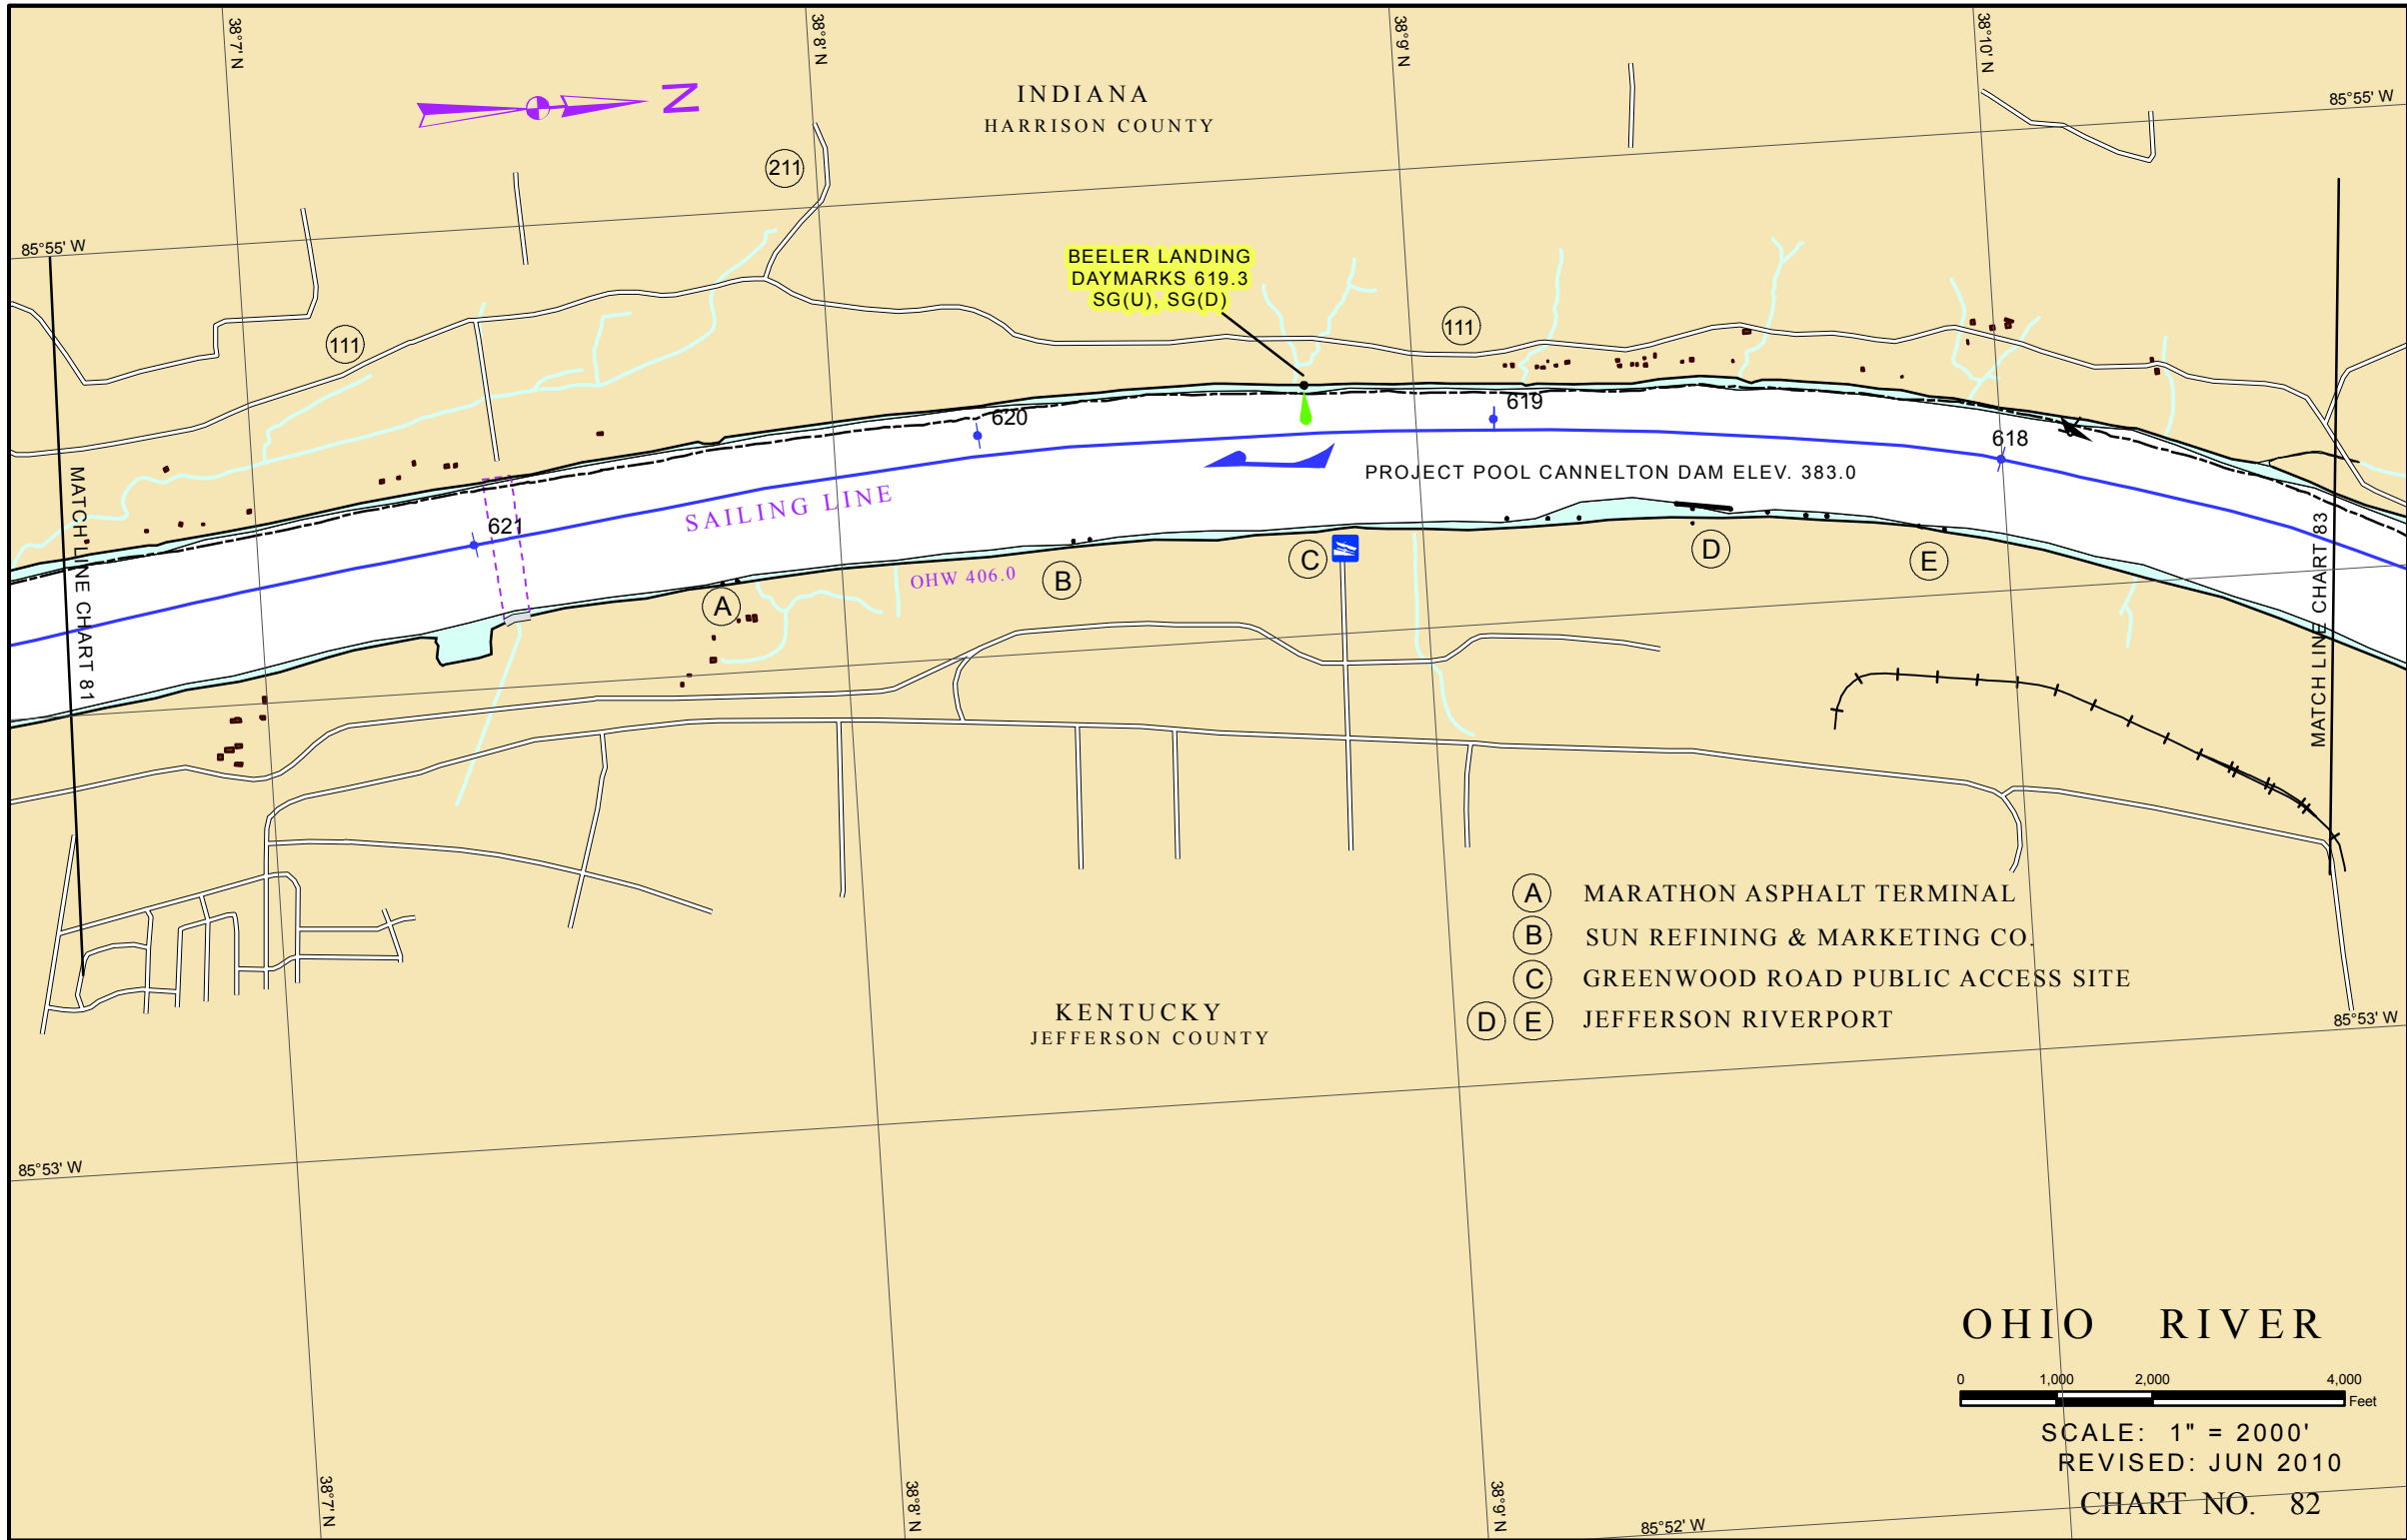 38°7' N
38°8' N
38°9' N
38°10' N
85°55' W
N
INDIANA
HARRISON COUNTY
211
85°55' W
BEELER LANDING
DAYMARKS 619.3
SG(U), SG(D)
111
111
620
619
618
PROJECT POOL CANNELTON DAM ELEV. 383.0
SAILING LINE
621
MATCH LINE CHART 81
MATCH LINE CHART 83
OHW 406.0
A
B
C
D
E
A MARATHON ASPHALT TERMINAL
B SUN REFINING & MARKETING CO.
C GREENWOOD ROAD PUBLIC ACCESS SITE
D E JEFFERSON RIVERPORT
KENTUCKY
JEFFERSON COUNTY
85°53' W
85°53' W
OHIO RIVER
0 1,000 2,000 4,000
Feet
SCALE: 1" = 2000'
REVISED: JUN 2010
CHART NO. 82
38°7' N
38°8' N
38°9' N
85°52' W